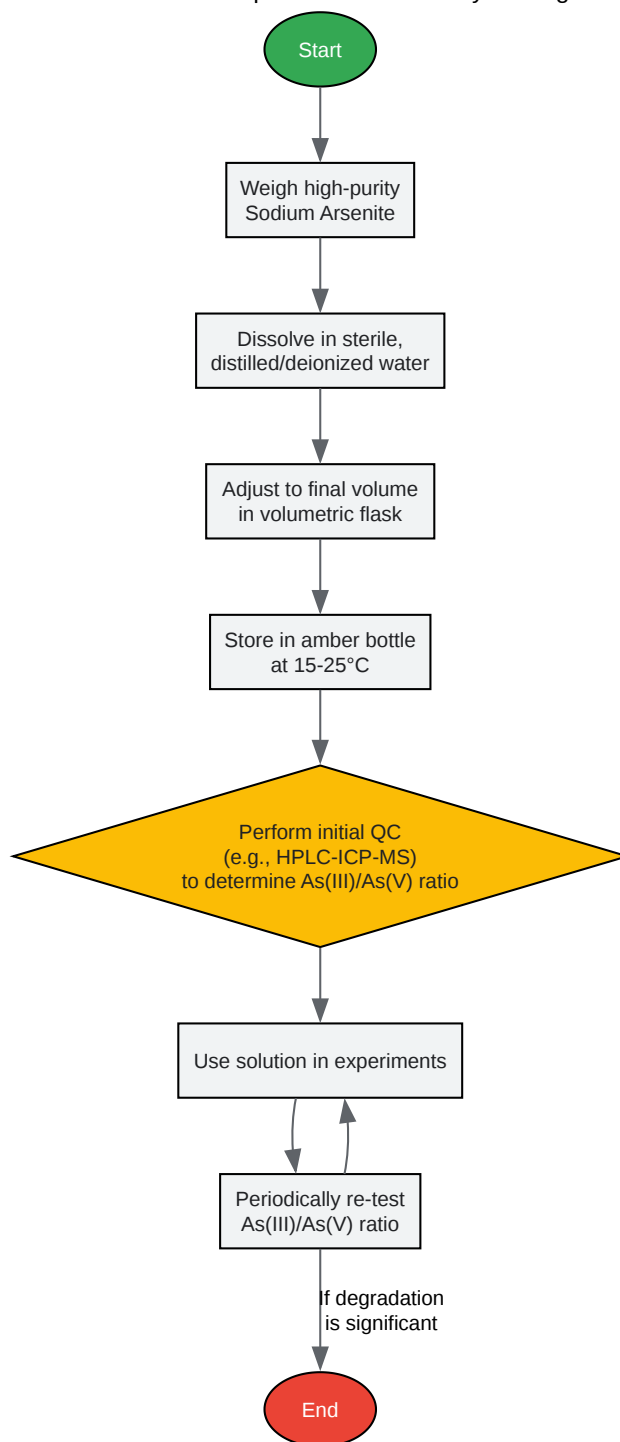 Start
Weigh high-purity
Sodium Arsenite
Dissolve in sterile,
distilled/deionized water
Adjust to final volume
in volumetric flask
Store in amber bottle
at 15-25°C
Perform initial QC
(e.g., HPLC-ICP-MS)
to determine As(III)/As(V) ratio
Use solution in experiments
Periodically re-test
As(III)/As(V) ratio
If degradation
is significant
End